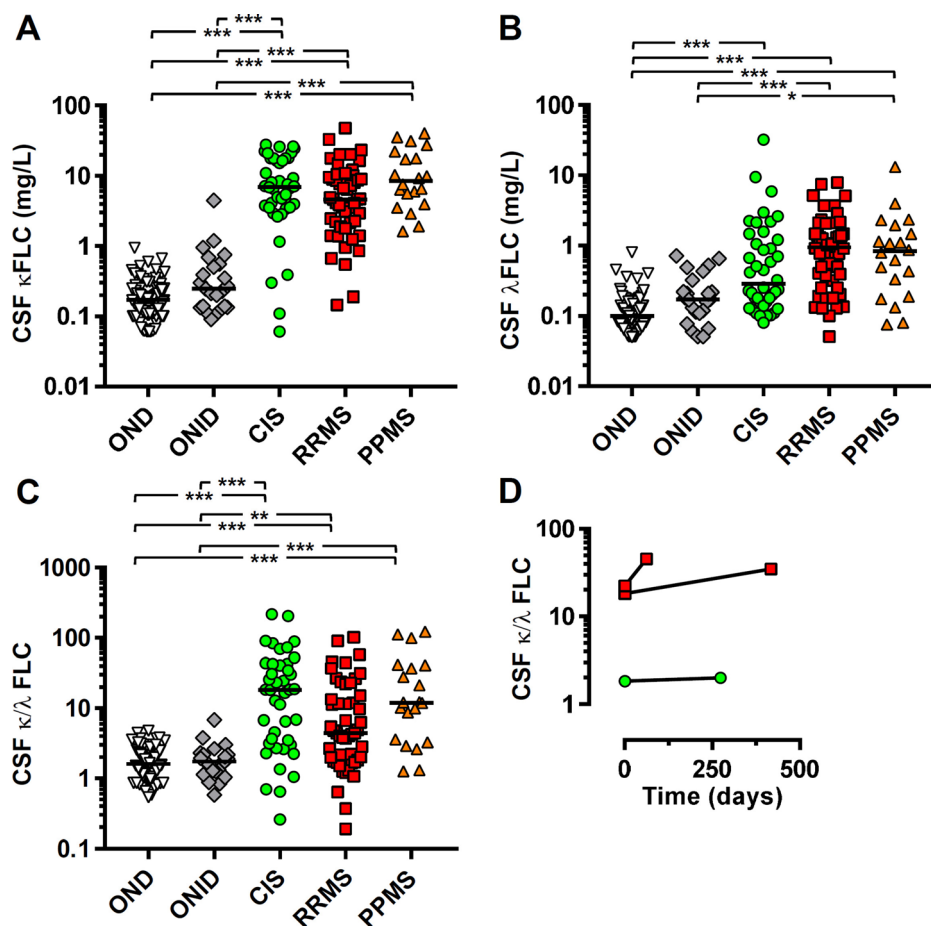 A
***
***
***
***
***
***
CSF κFLC (mg/L)
100
10
1
0.1
0.01
OND
ONID
CIS
RRMS
PPMS
B
***
***
***
***
*
CSF λFLC (mg/L)
100
10
1
0.1
0.01
OND
ONID
CIS
RRMS
PPMS
C
***
***
**
***
***
***
CSF κ/λ FLC
1000
100
10
1
0.1
OND
ONID
CIS
RRMS
PPMS
D
CSF κ/λ FLC
100
10
1
0 250 500
Time (days)